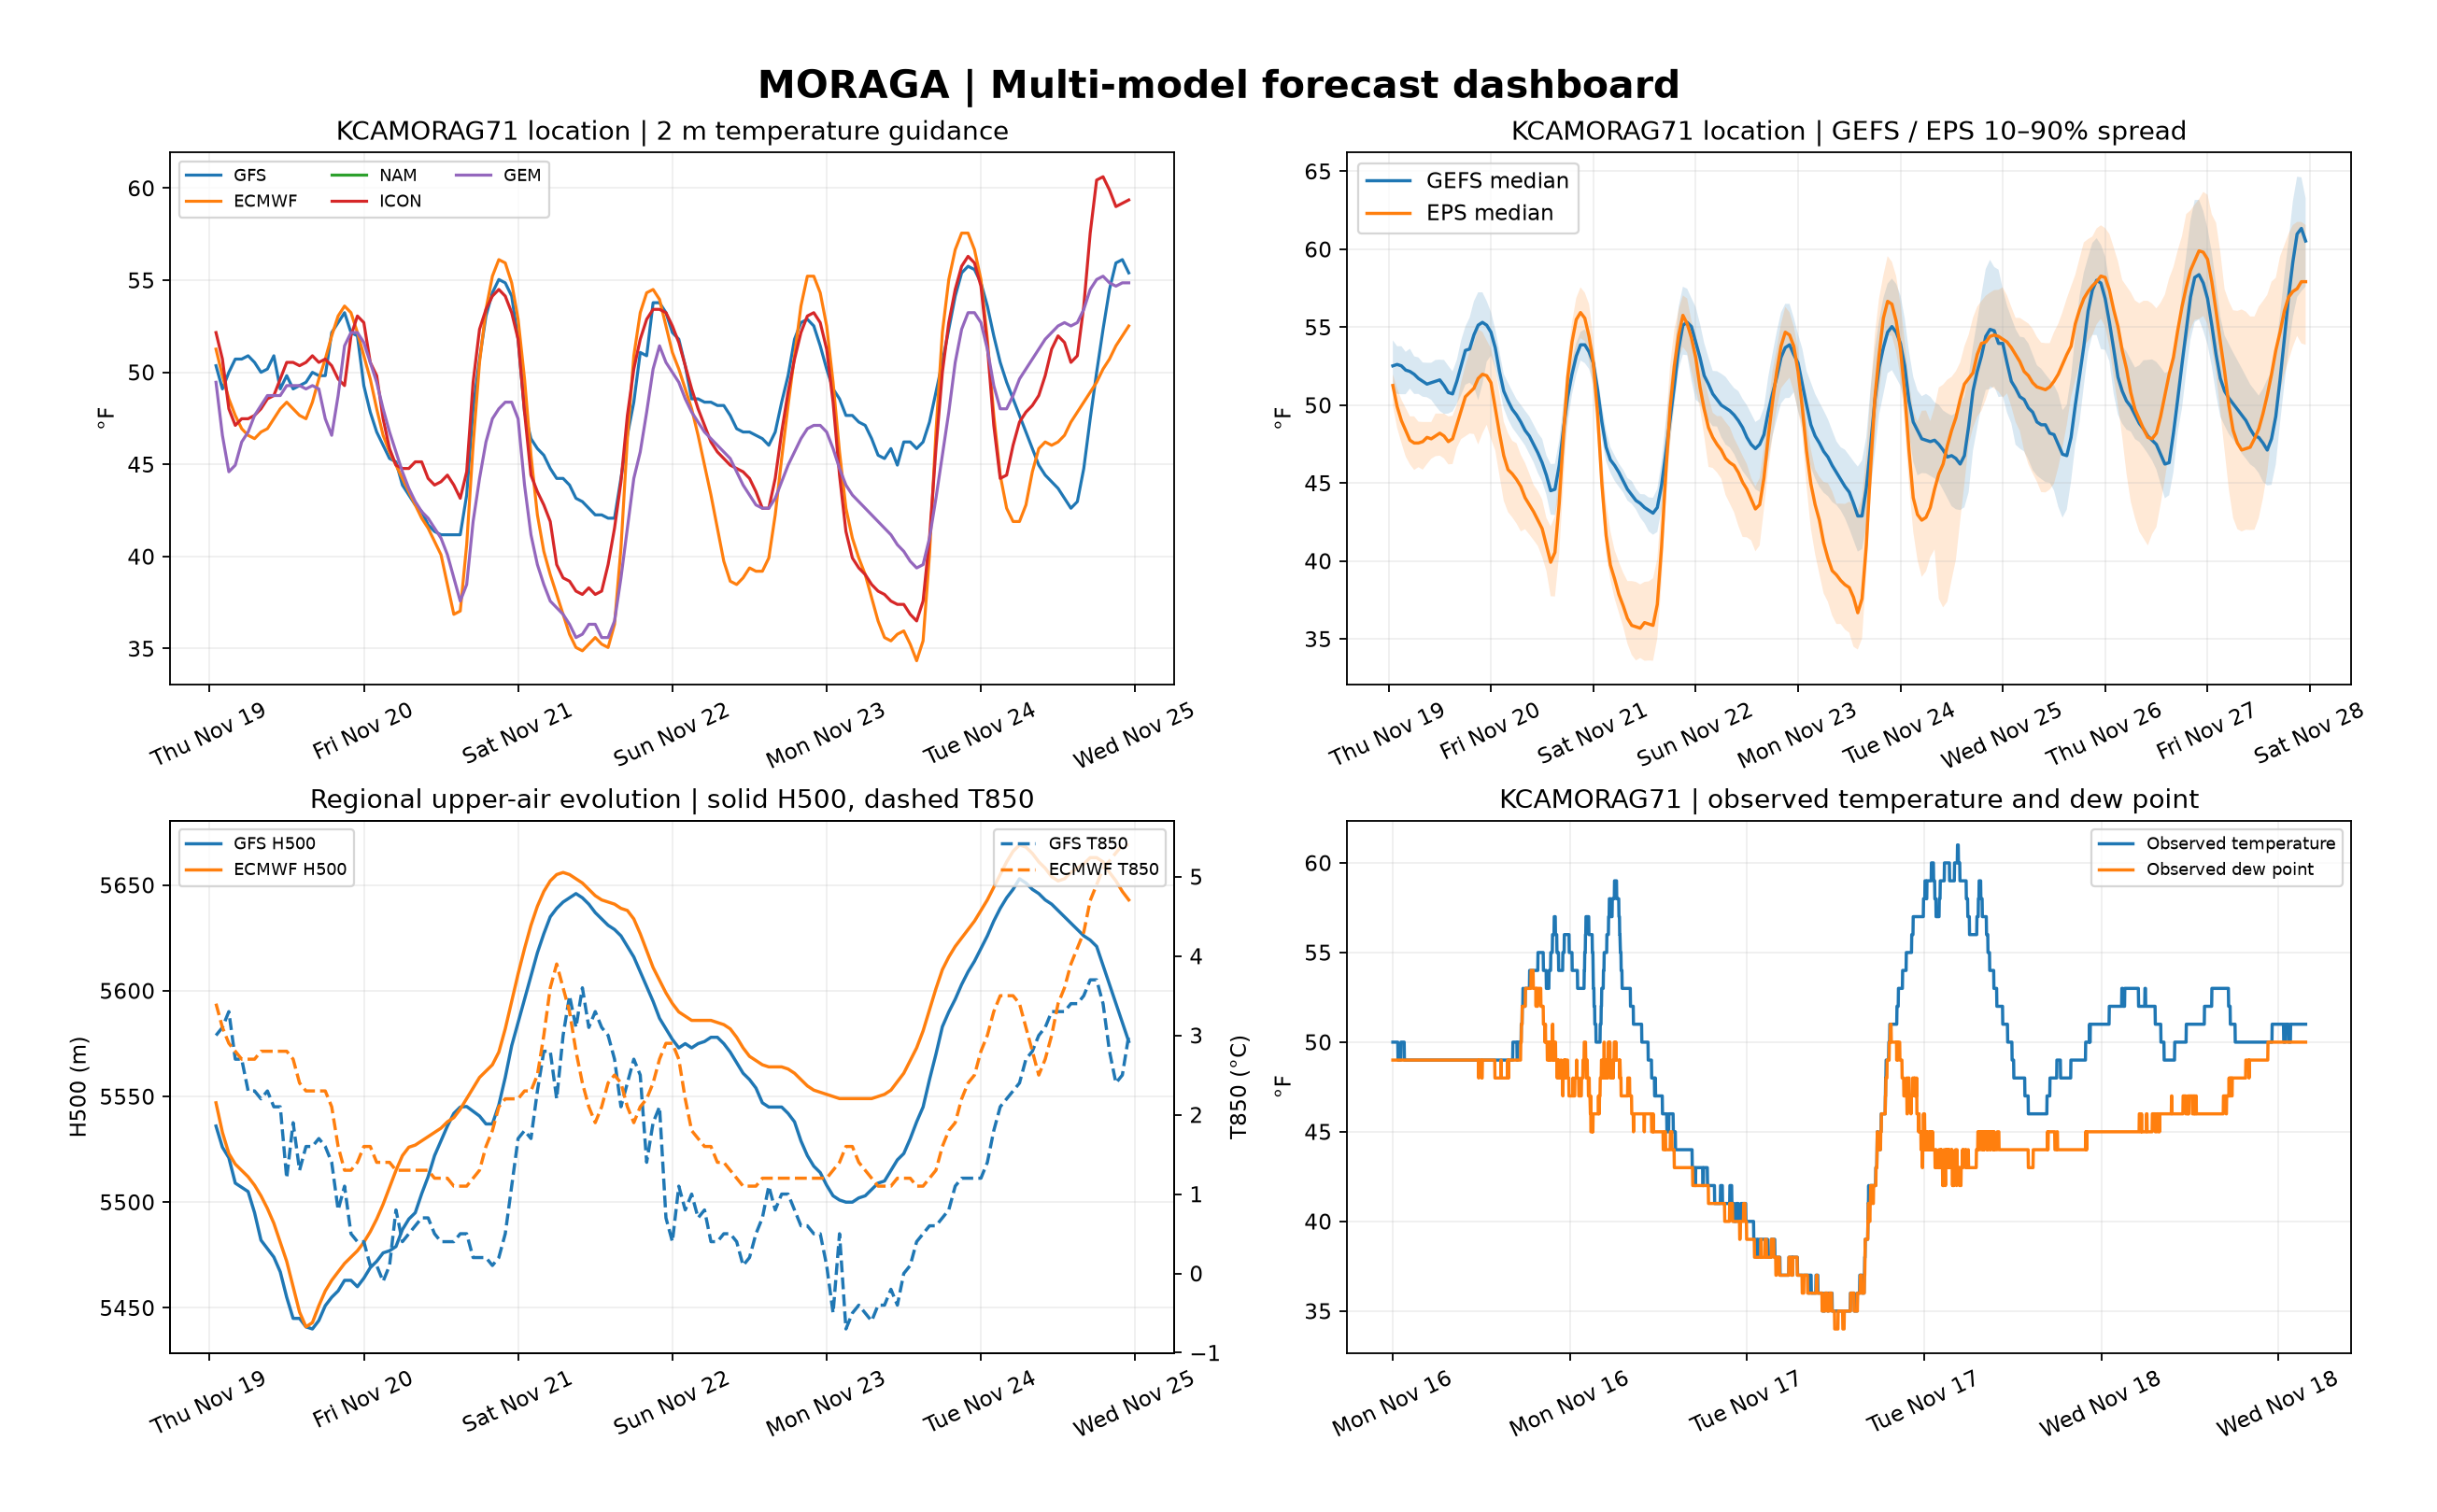 MORAGA | Multi-model forecast dashboard
KCAMORAG71 location | 2 m temperature guidance
GFS NAM GEM
ECMWF ICON
60
55
50
45
40
35
°F
Thu Nov 19 Fri Nov 20 Sat Nov 21 Sun Nov 22 Mon Nov 23 Tue Nov 24 Wed Nov 25
KCAMORAG71 location | GEFS / EPS 10–90% spread
GEFS median
EPS median
65
60
55
50
45
40
35
°F
Thu Nov 19 Fri Nov 20 Sat Nov 21 Sun Nov 22 Mon Nov 23 Tue Nov 24 Wed Nov 25 Thu Nov 26 Fri Nov 27 Sat Nov 28
Regional upper-air evolution | solid H500, dashed T850
GFS H500
ECMWF H500
GFS T850
ECMWF T850
5650
5600
5550
5500
5450
H500 (m)
5
4
3
2
1
0
−1
T850 (°C)
Thu Nov 19 Fri Nov 20 Sat Nov 21 Sun Nov 22 Mon Nov 23 Tue Nov 24 Wed Nov 25
KCAMORAG71 | observed temperature and dew point
Observed temperature
Observed dew point
60
55
50
45
40
35
°F
Mon Nov 16 Mon Nov 16 Tue Nov 17 Tue Nov 17 Wed Nov 18 Wed Nov 18